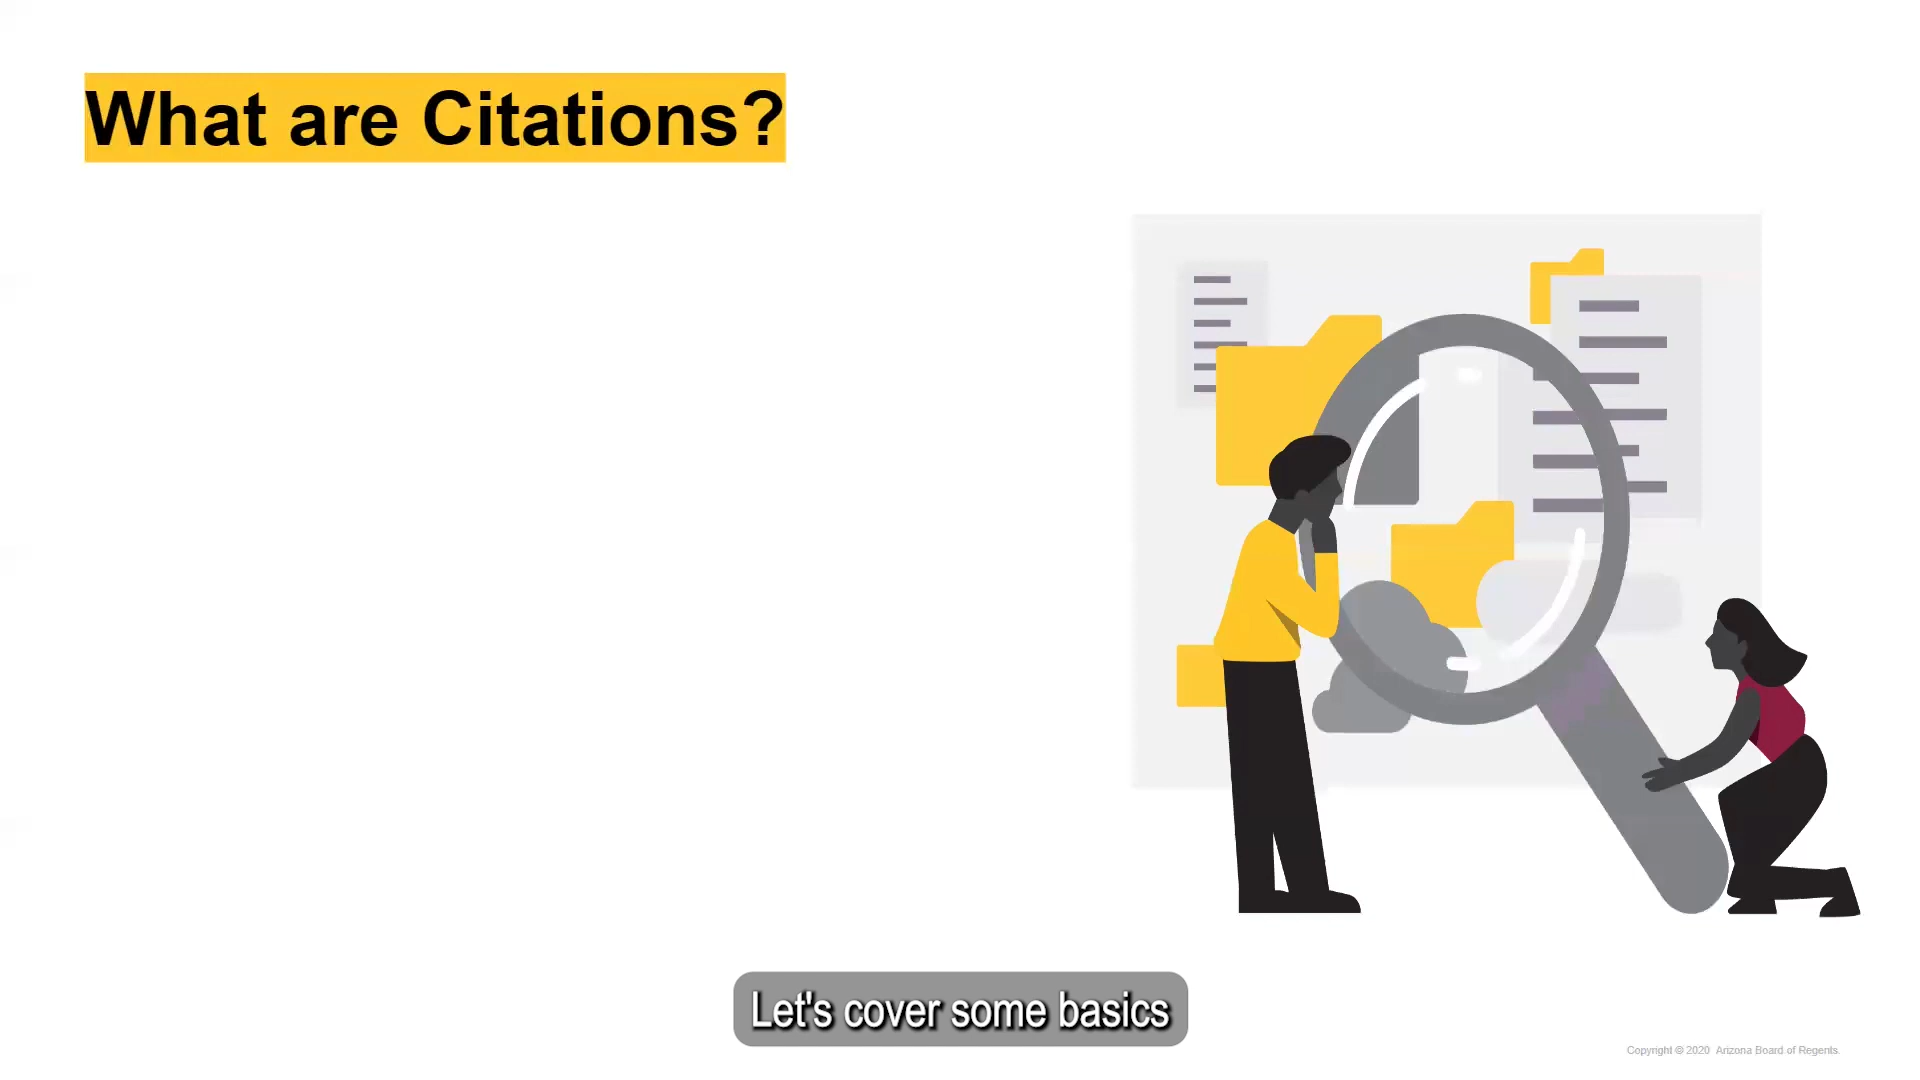 What are Citations?
Let's cover some basics
Copyright © 2020 Arizona Board of Regents.